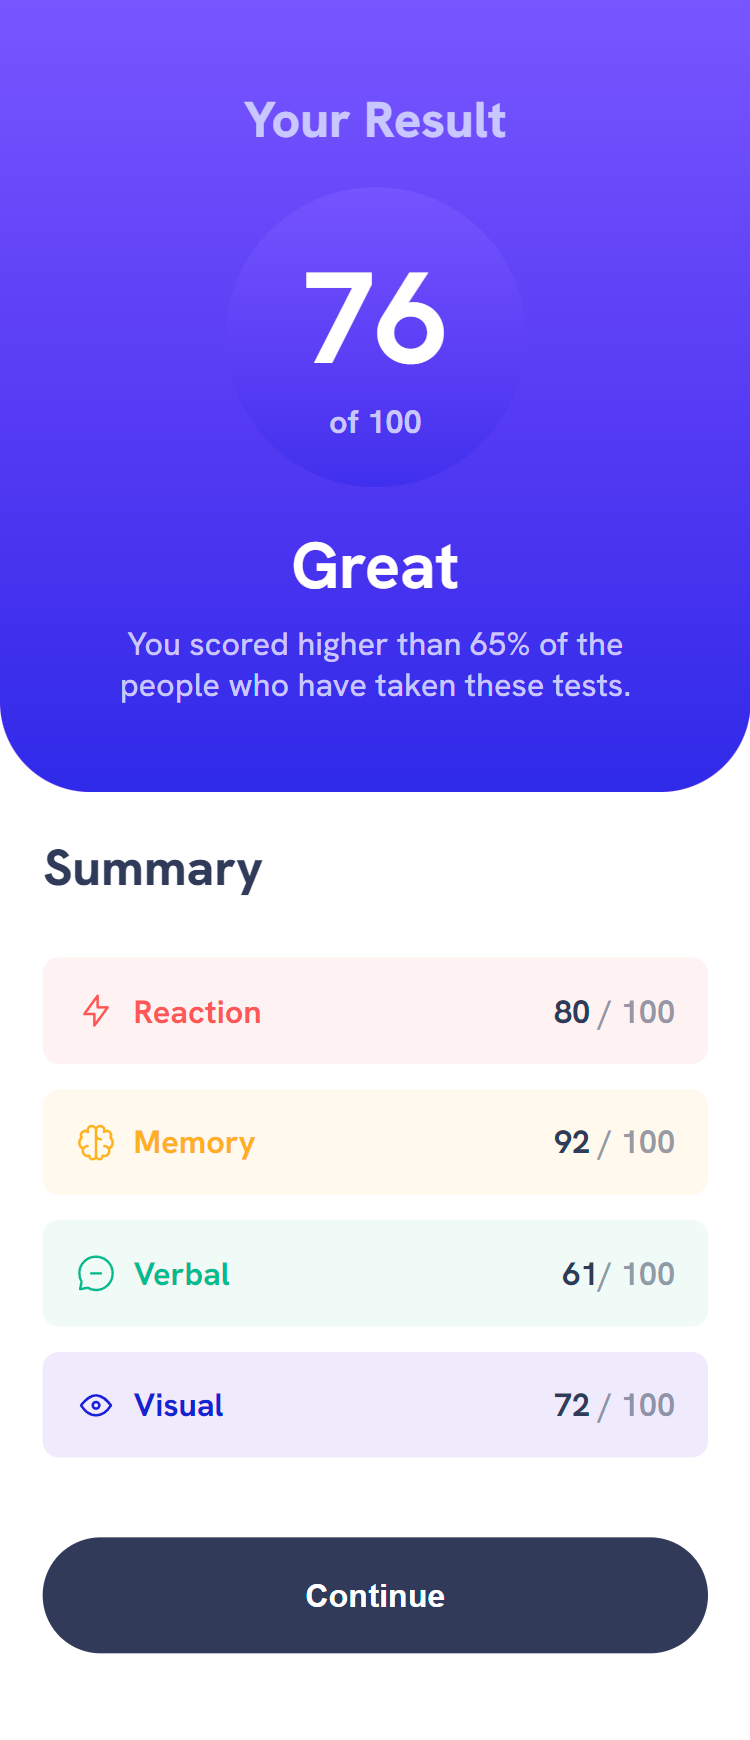 Your Result
76
of 100
Great
You scored higher than 65% of the
people who have taken these tests.
Summary
Reaction 80 / 100
Memory 92 / 100
Verbal 61/ 100
Visual 72 / 100
Continue